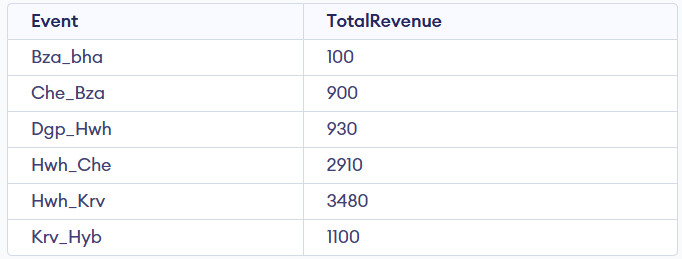 Event TotalRevenue
Bza_bha 100
Che_Bza 900
Dgp_Hwh 930
Hwh_Che 2910
Hwh_Krv 3480
Krv_Hyb 1100